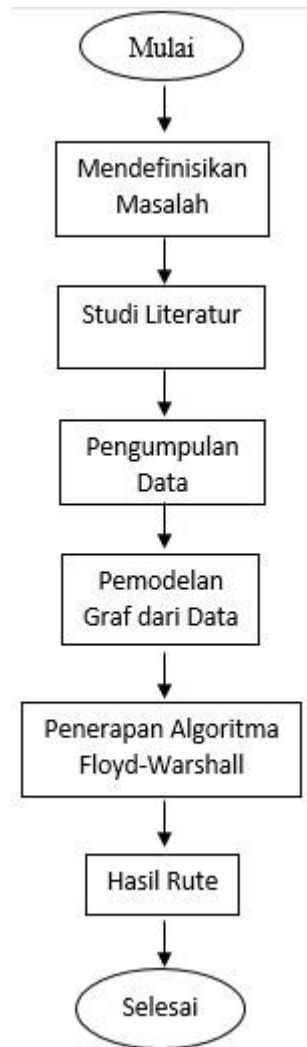 Mulai
Mendefinisikan
Masalah
Studi Literatur
Pengumpulan
Data
Pemodelan
Graf dari Data
Penerapan Algoritma
Floyd-Warshall
Hasil Rute
Selesai